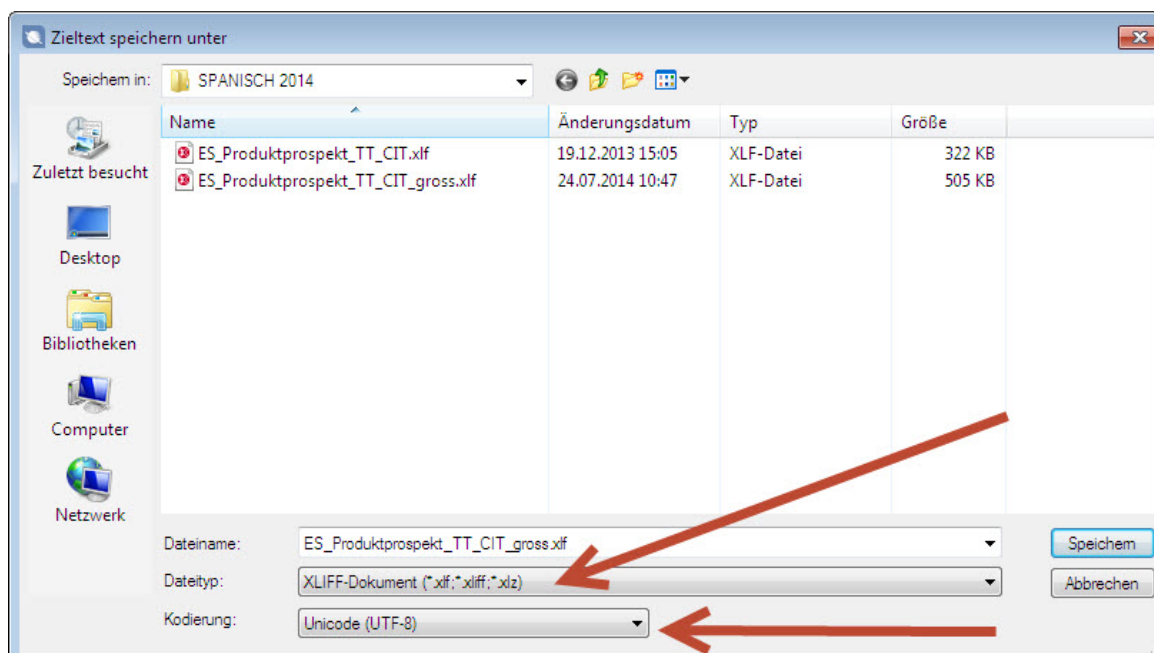 Zieltext speichern unter
Speichern in: SPANISCH 2014
Name Änderungsdatum Typ Größe
ES_Produktprospekt_TT_CIT.xlf 19.12.2013 15:05 XLF-Datei 322 KB
ES_Produktprospekt_TT_CIT_gross.xlf 24.07.2014 10:47 XLF-Datei 505 KB
Zuletzt besucht
Desktop
Bibliotheken
Computer
Netzwerk
Dateiname: ES_Produktprospekt_TT_CIT_gross.xlf Speichern
Dateityp: XLIFF-Dokument (*.xlf;*.xliff;*.xlz) Abbrechen
Kodierung: Unicode (UTF-8)